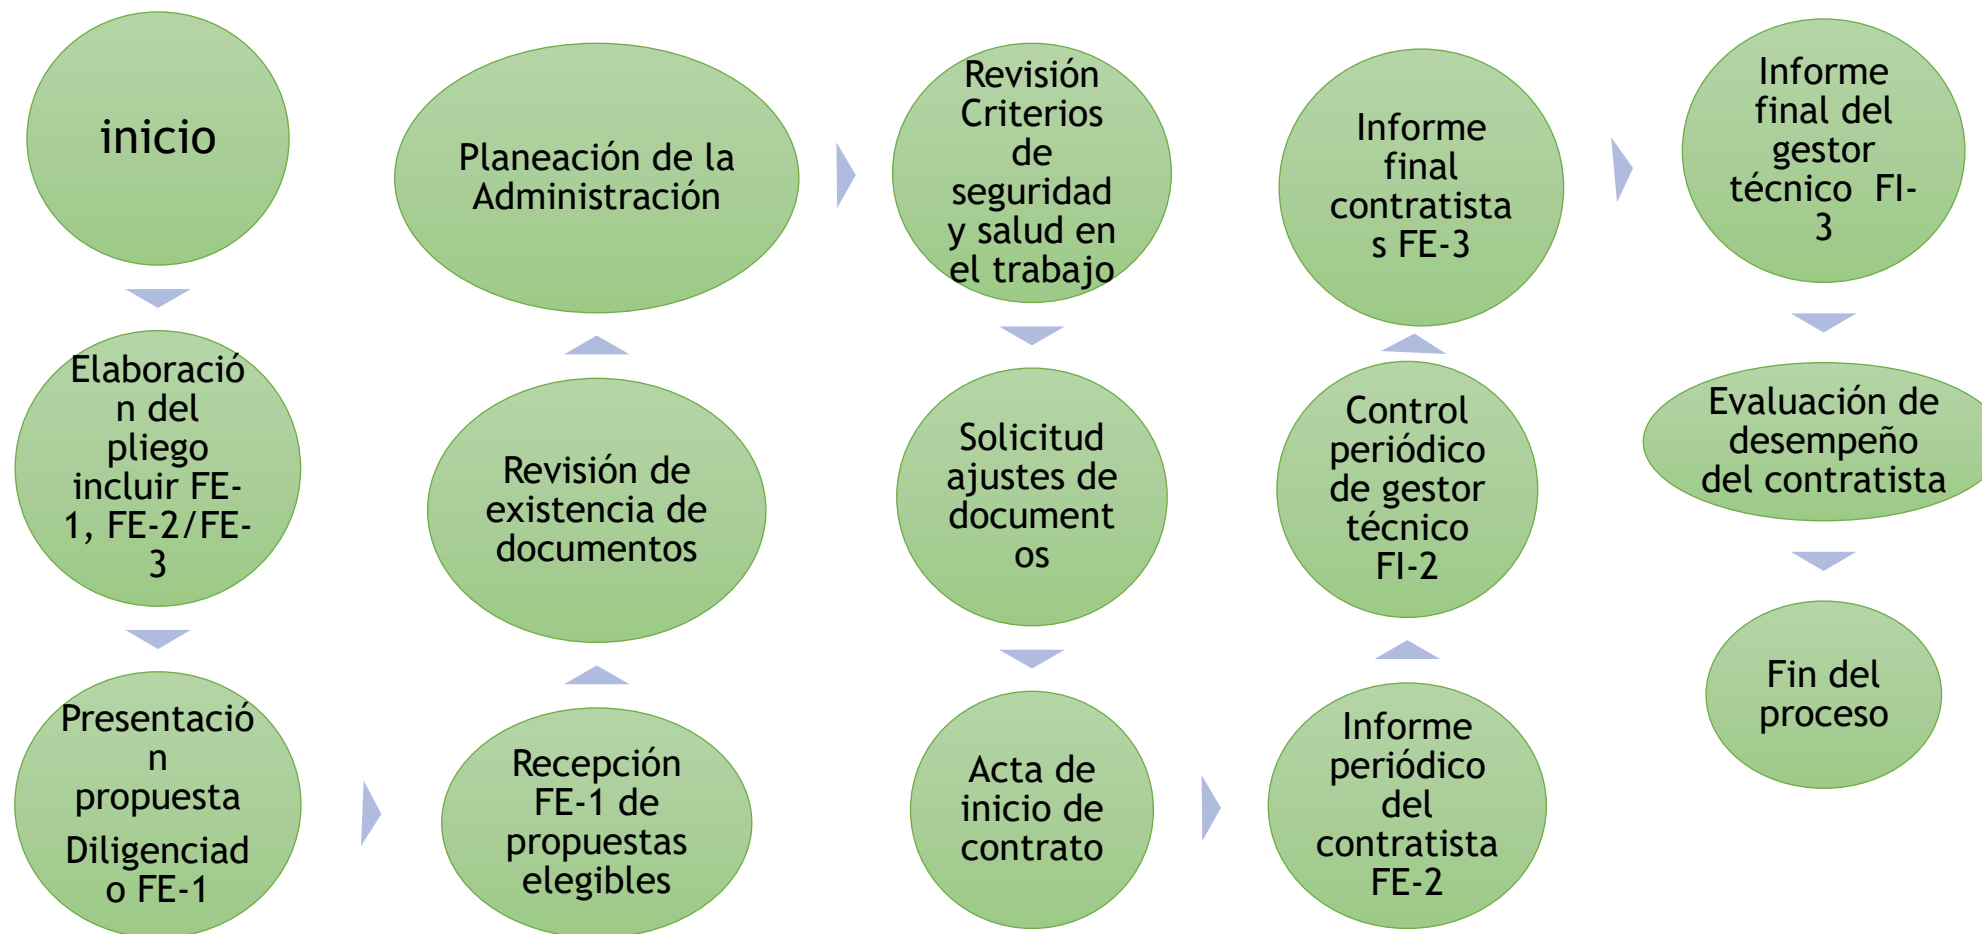 inicio
Elaboració
n del
pliego
incluir FE-
1, FE-2/FE-
3
Presentació
n
propuesta
Diligenciad
o FE-1
Recepción
FE-1 de
propuestas
elegibles
Revisión de
existencia de
documentos
Planeación de la
Administración
Revisión
Criterios
de
seguridad
y salud en
el trabajo
Solicitud
ajustes de
document
os
Acta de
inicio de
contrato
Informe
periódico
del
contratista
FE-2
Control
periódico
de gestor
técnico
FI-2
Informe
final
contratista
s FE-3
Informe
final del
gestor
técnico FI-
3
Evaluación de
desempeño
del contratista
Fin del
proceso